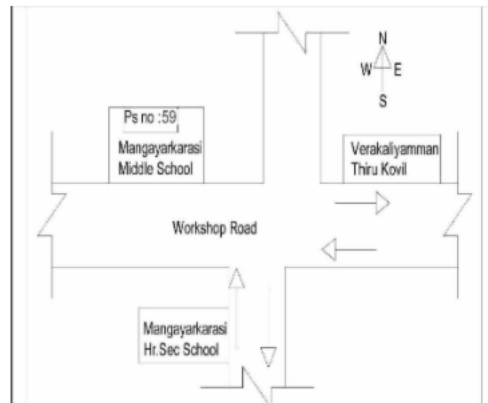 N
W E
S
Ps no :59
Mangayarkarasi
Middle School
Verakaliyamman
Thiru Kovil
Workshop Road
Mangayarkarasi
Hr.Sec School